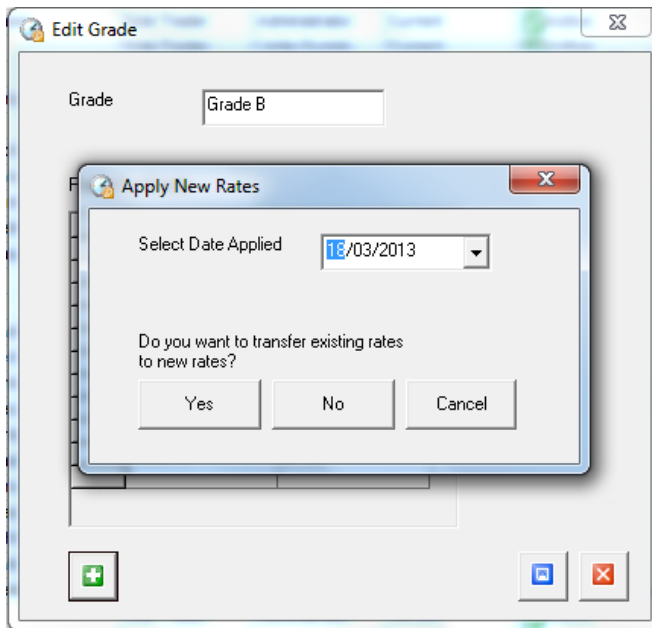 Edit Grade
Grade
Grade B
Apply New Rates
Select Date Applied
18/03/2013
Do you want to transfer existing rates
to new rates?
Yes
No
Cancel